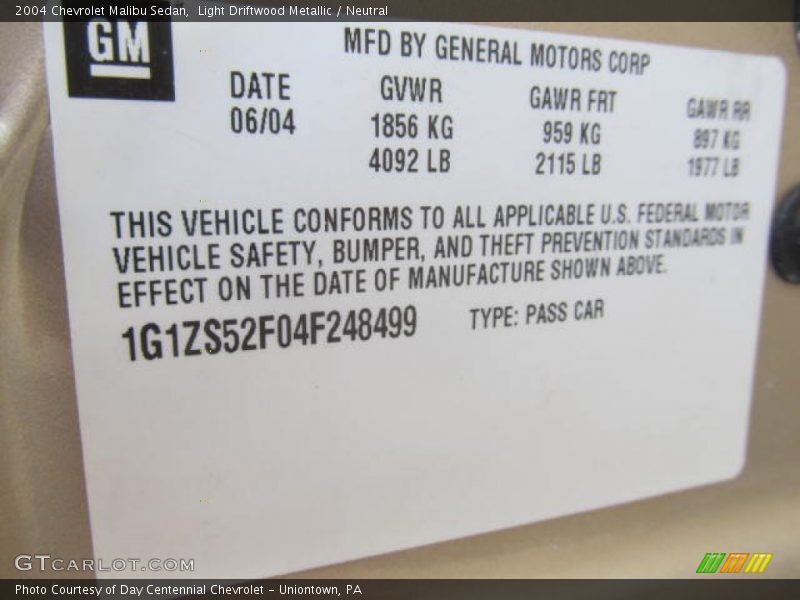 2004 Chevrolet Malibu Sedan, Light Driftwood Metallic / Neutral
GM
MFD BY GENERAL MOTORS CORP
DATE GVWR GAWR FRT GAWR RR
06/04 1856 KG 959 KG 897 KG
4092 LB 2115 LB 1977 LB
THIS VEHICLE CONFORMS TO ALL APPLICABLE U.S. FEDERAL MOTOR
VEHICLE SAFETY, BUMPER, AND THEFT PREVENTION STANDARDS IN
EFFECT ON THE DATE OF MANUFACTURE SHOWN ABOVE.
1G1ZS52F04F248499 TYPE: PASS CAR
GTCARLOT.COM
Photo Courtesy of Day Centennial Chevrolet - Uniontown, PA